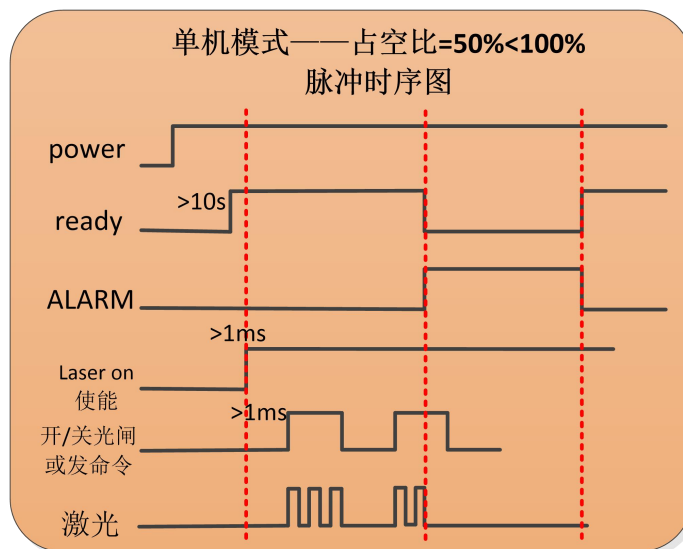 单机模式——占空比=50%<100%
脉冲时序图
power
>10s
ready
ALARM
>1ms
Laser on
使能
>1ms
开/关光闸
或发命令
激光